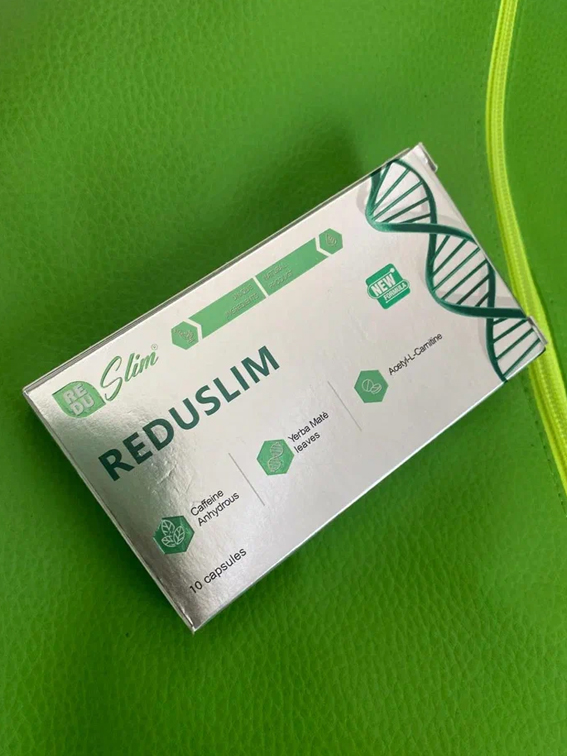 RE
DU
Slim®
NEW
FORMULA
REDUSLIM
Caffeine
Anhydrous
Yerba Maté
leaves
Acetyl-L-Carnitine
10 capsules